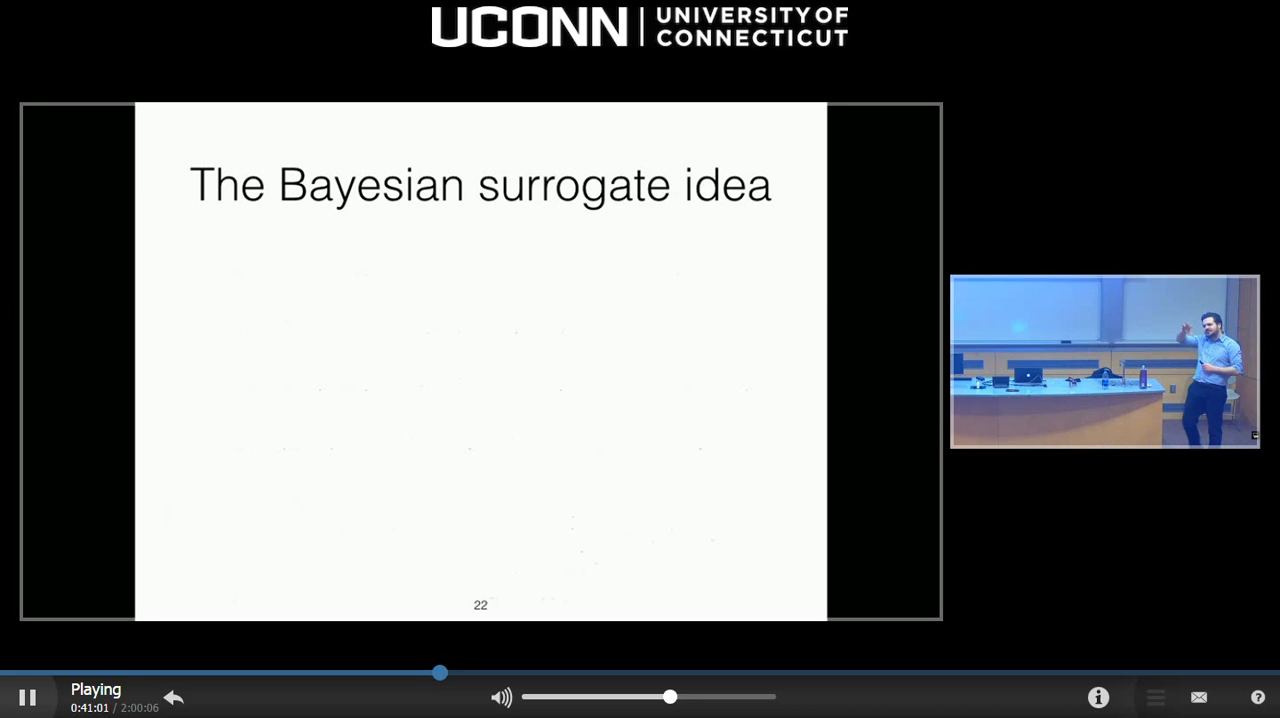 UCONN
UNIVERSITY OF
CONNECTICUT
The Bayesian surrogate idea
22
Playing
0:41:01 / 2:00:06